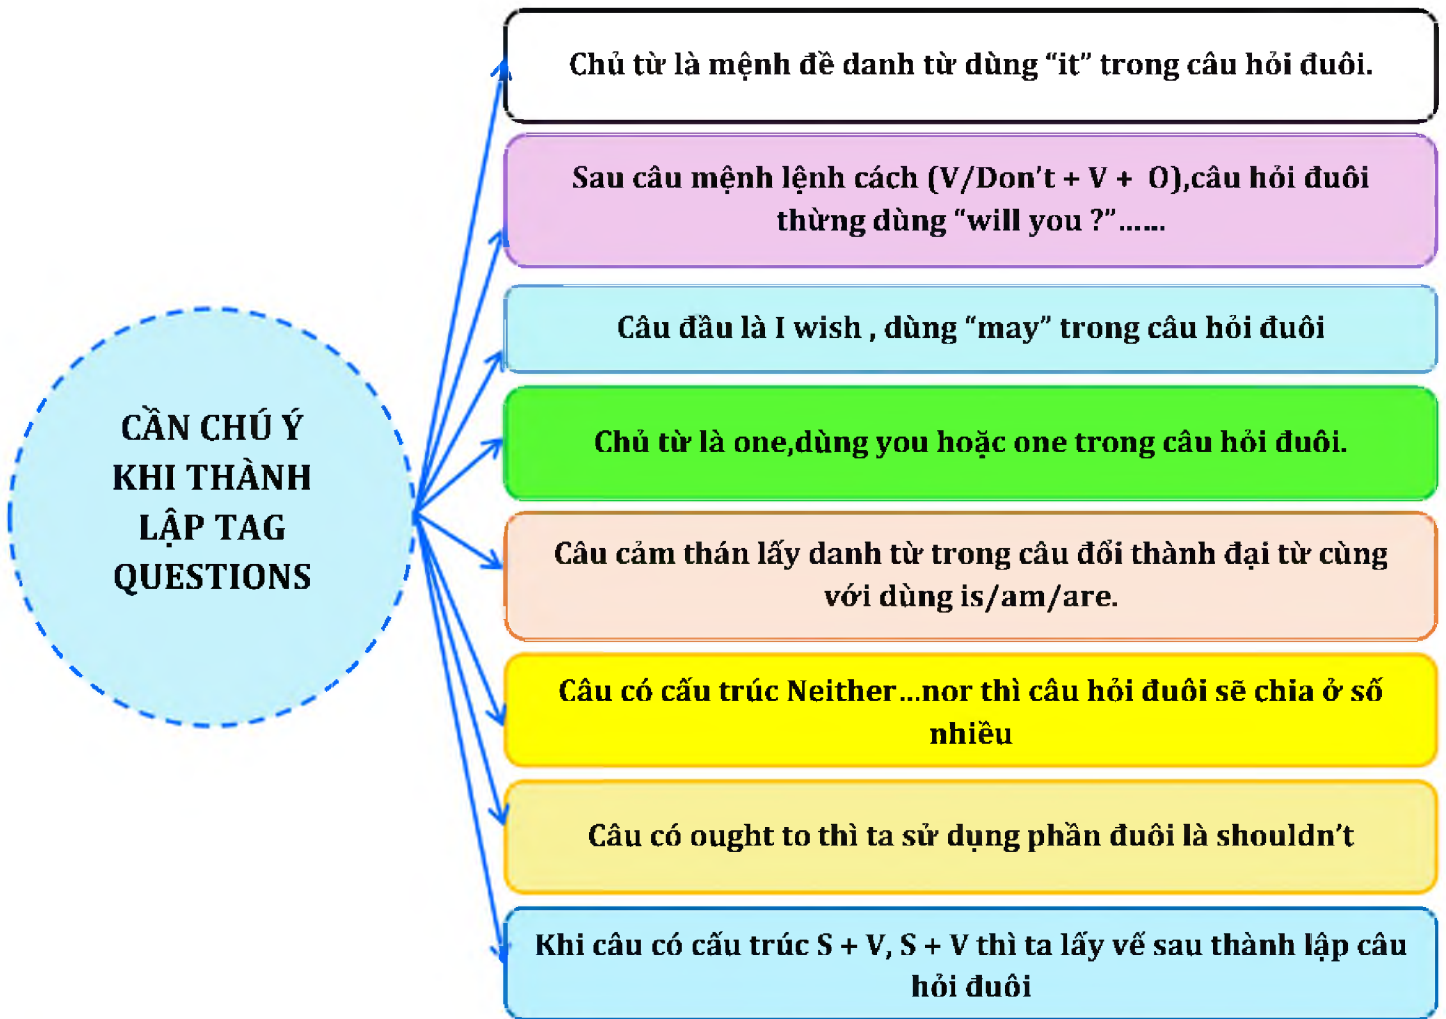 CẦN CHÚ Ý
KHI THÀNH
LẬP TAG
QUESTIONS
Chủ từ là mệnh đề danh từ dùng “it” trong câu hỏi đuôi.
Sau câu mệnh lệnh cách (V/Don’t + V + O),câu hỏi đuôi
thừng dùng “will you ?”......
Câu đầu là I wish , dùng “may” trong câu hỏi đuôi
Chủ từ là one,dùng you hoặc one trong câu hỏi đuôi.
Câu cảm thán lấy danh từ trong câu đổi thành đại từ cùng
với dùng is/am/are.
Câu có cấu trúc Neither...nor thì câu hỏi đuôi sẽ chia ở số
nhiều
Câu có ought to thì ta sử dụng phần đuôi là shouldn’t
Khi câu có cấu trúc S + V, S + V thì ta lấy vế sau thành lập câu
hỏi đuôi